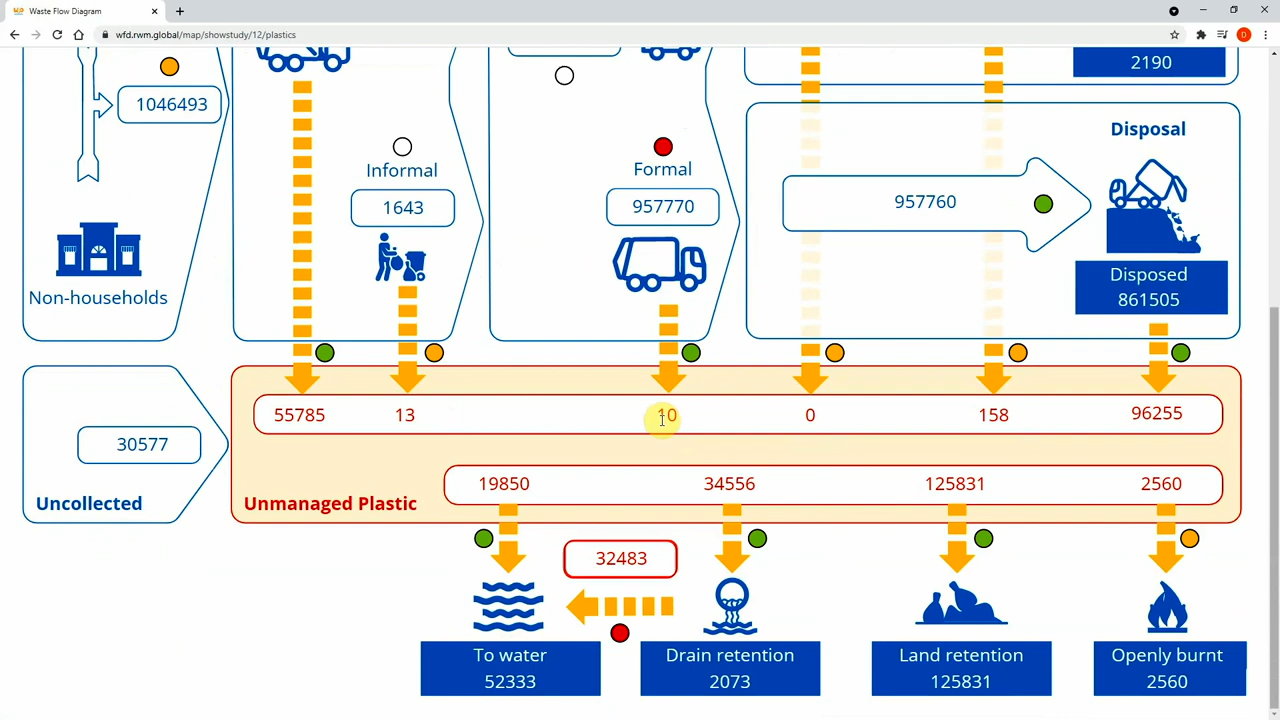 Waste Flow Diagram
wfd.rwm.global/map/showstudy/12/plastics
D
2190
1046493
Disposal
Informal
Formal
1643
957770
957760
Non-households
Disposed
861505
55785 13 10 0 158 96255
30577
Uncollected
Unmanaged Plastic
19850 34556 125831 2560
32483
To water
52333
Drain retention
2073
Land retention
125831
Openly burnt
2560